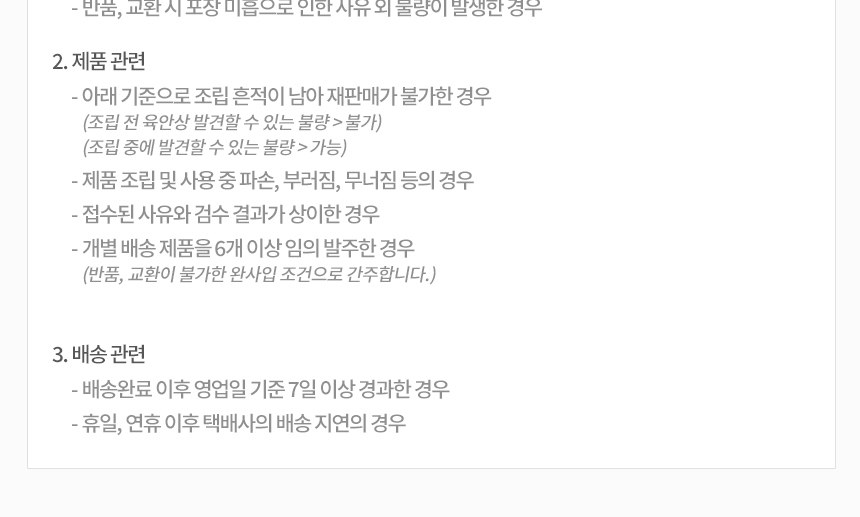 - 반품, 교환 시 포장 미흡으로 인한 사유 외 불량이 발생한 경우
2. 제품 관련
- 아래 기준으로 조립 흔적이 남아 재판매가 불가한 경우
(조립 전 육안상 발견할 수 있는 불량 > 불가)
(조립 중에 발견할 수 있는 불량 > 가능)
- 제품 조립 및 사용 중 파손, 부러짐, 무너짐 등의 경우
- 접수된 사유와 검수 결과가 상이한 경우
- 개별 배송 제품을 6개 이상 임의 발주한 경우
(반품, 교환이 불가한 완사입 조건으로 간주합니다.)
3. 배송 관련
- 배송완료 이후 영업일 기준 7일 이상 경과한 경우
- 휴일, 연휴 이후 택배사의 배송 지연의 경우